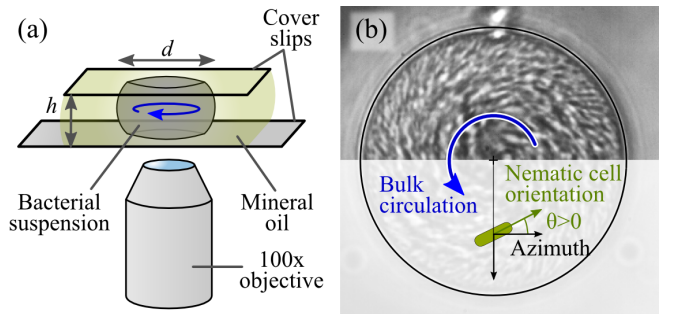 (a)
Cover
slips
d
h
Bacterial
suspension
Mineral
oil
100x
objective
(b)
Bulk
circulation
Nematic cell
orientation
θ>0
Azimuth